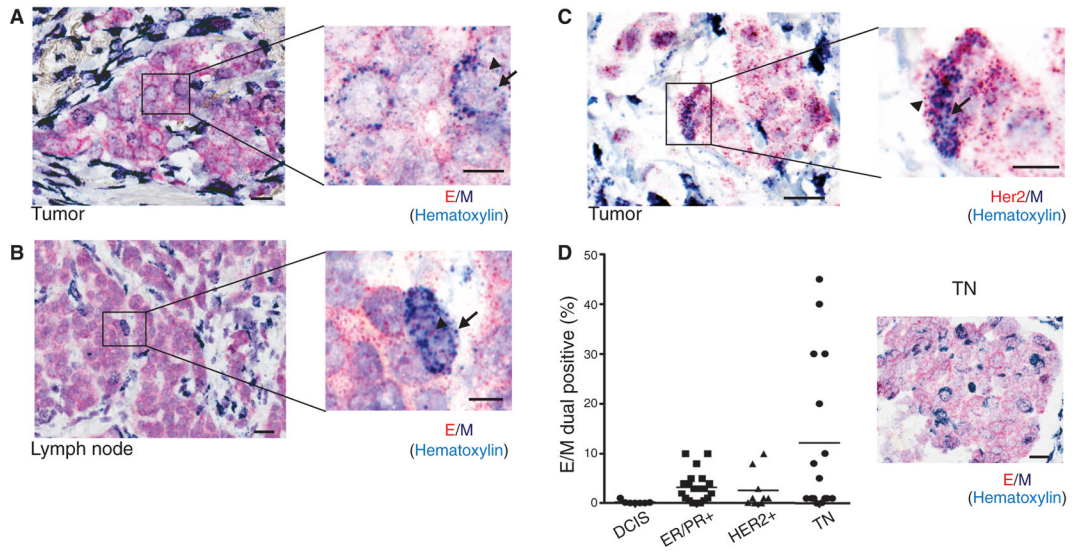 A
Tumor
E/M
(Hematoxylin)
B
Lymph node
E/M
(Hematoxylin)
C
Tumor
Her2/M
(Hematoxylin)
D
E/M dual positive (%)
50
40
30
20
10
0
DCIS
ER/PR+
HER2+
TN
TN
E/M
(Hematoxylin)